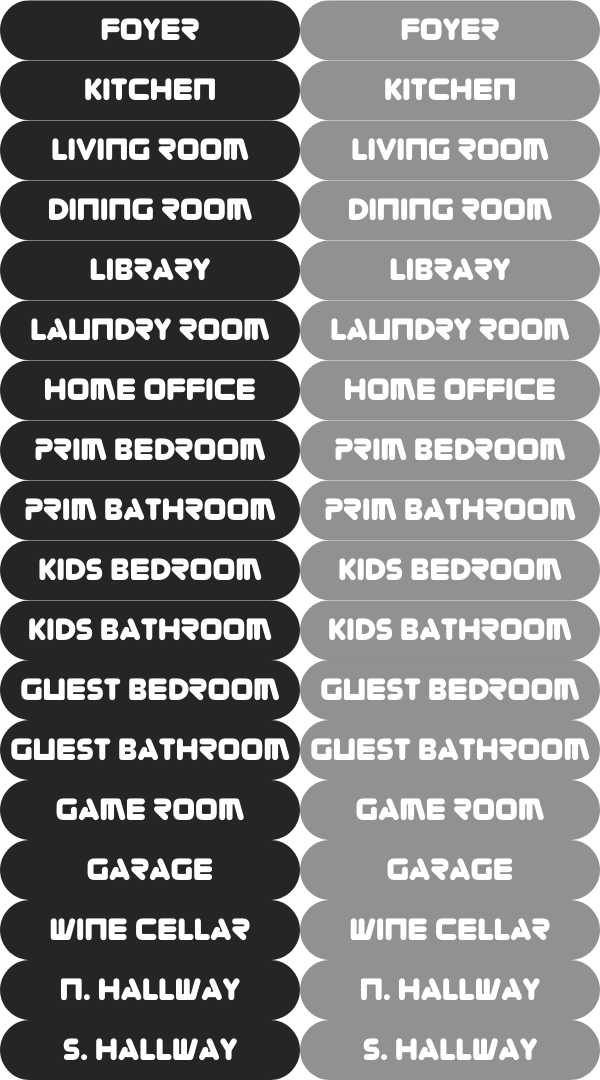 FOYER FOYER
KITCHEN KITCHEN
LIVING ROOM LIVING ROOM
DINING ROOM DINING ROOM
LIBRARY LIBRARY
LAUNDRY ROOM LAUNDRY ROOM
HOME OFFICE HOME OFFICE
PRIM BEDROOM PRIM BEDROOM
PRIM BATHROOM PRIM BATHROOM
KIDS BEDROOM KIDS BEDROOM
KIDS BATHROOM KIDS BATHROOM
GUEST BEDROOM GUEST BEDROOM
GUEST BATHROOM GUEST BATHROOM
GAME ROOM GAME ROOM
GARAGE GARAGE
WINE CELLAR WINE CELLAR
N. HALLWAY N. HALLWAY
S. HALLWAY S. HALLWAY